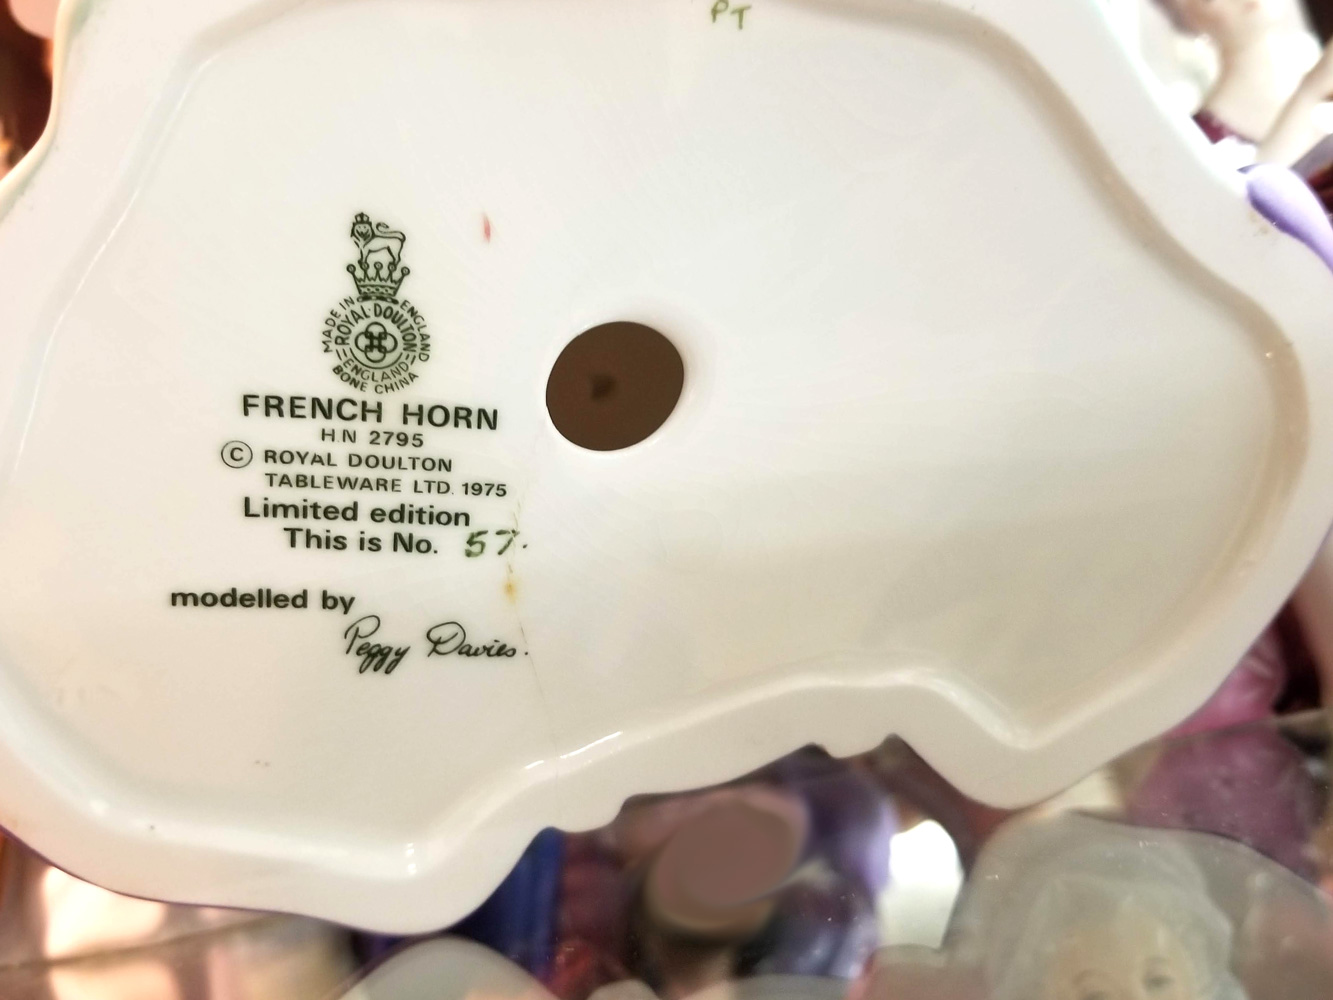 PT
MADE IN ENGLAND
ROYAL DOULTON
ENGLAND
BONE CHINA
FRENCH HORN
H.N 2795
© ROYAL DOULTON
TABLEWARE LTD. 1975
Limited edition
This is No. 57.
modelled by
Peggy Davies.